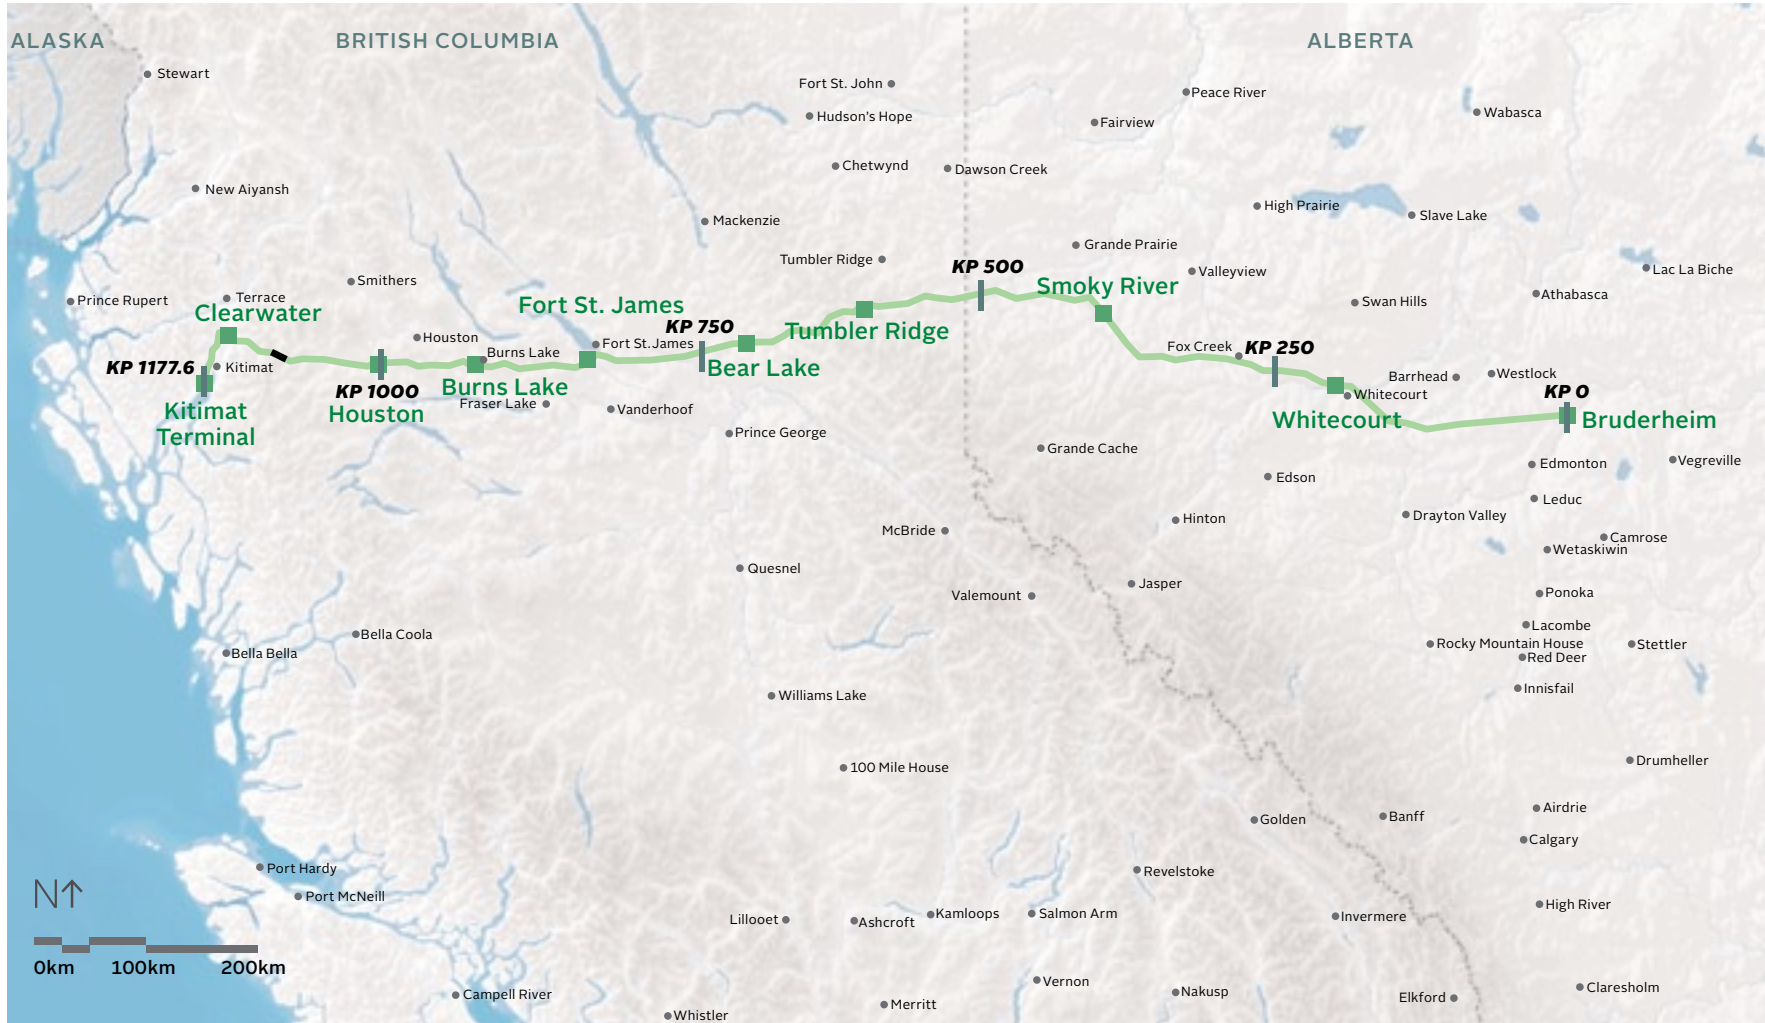 ALASKA
BRITISH COLUMBIA
ALBERTA
Stewart
Fort St. John
Peace River
Hudson's Hope
Fairview
Wabasca
Chetwynd
Dawson Creek
New Aiyansh
High Prairie
Slave Lake
Mackenzie
Grande Prairie
Tumbler Ridge
KP 500
Valleyview
Lac La Biche
Smithers
Smoky River
Prince Rupert
Terrace
Swan Hills
Athabasca
Clearwater
Fort St. James
KP 750
Tumbler Ridge
Houston
Fort St.James
Fox Creek
KP 250
Burns Lake
KP 1177.6
Kitimat
Bear Lake
Barrhead
Westlock
KP 1000
Burns Lake
Whitecourt
KP 0
Kitimat
Terminal
Houston
Fraser Lake
Vanderhoof
Whitecourt
Bruderheim
Prince George
Grande Cache
Edmonton
Vegreville
Edson
Leduc
Hinton
Drayton Valley
McBride
Camrose
Wetaskiwin
Quesnel
Jasper
Valemount
Ponoka
Lacombe
Bella Coola
Rocky Mountain House
Stettler
Bella Bella
Red Deer
Innisfail
Williams Lake
Drumheller
100 Mile House
Airdrie
Golden
Banff
Calgary
Port Hardy
Revelstoke
N
Port McNeill
High River
Lillooet
Ashcroft
Kamloops
Salmon Arm
Invermere
0km
100km
200km
Vernon
Claresholm
Campell River
Nakusp
Elkford
Merritt
Whistler